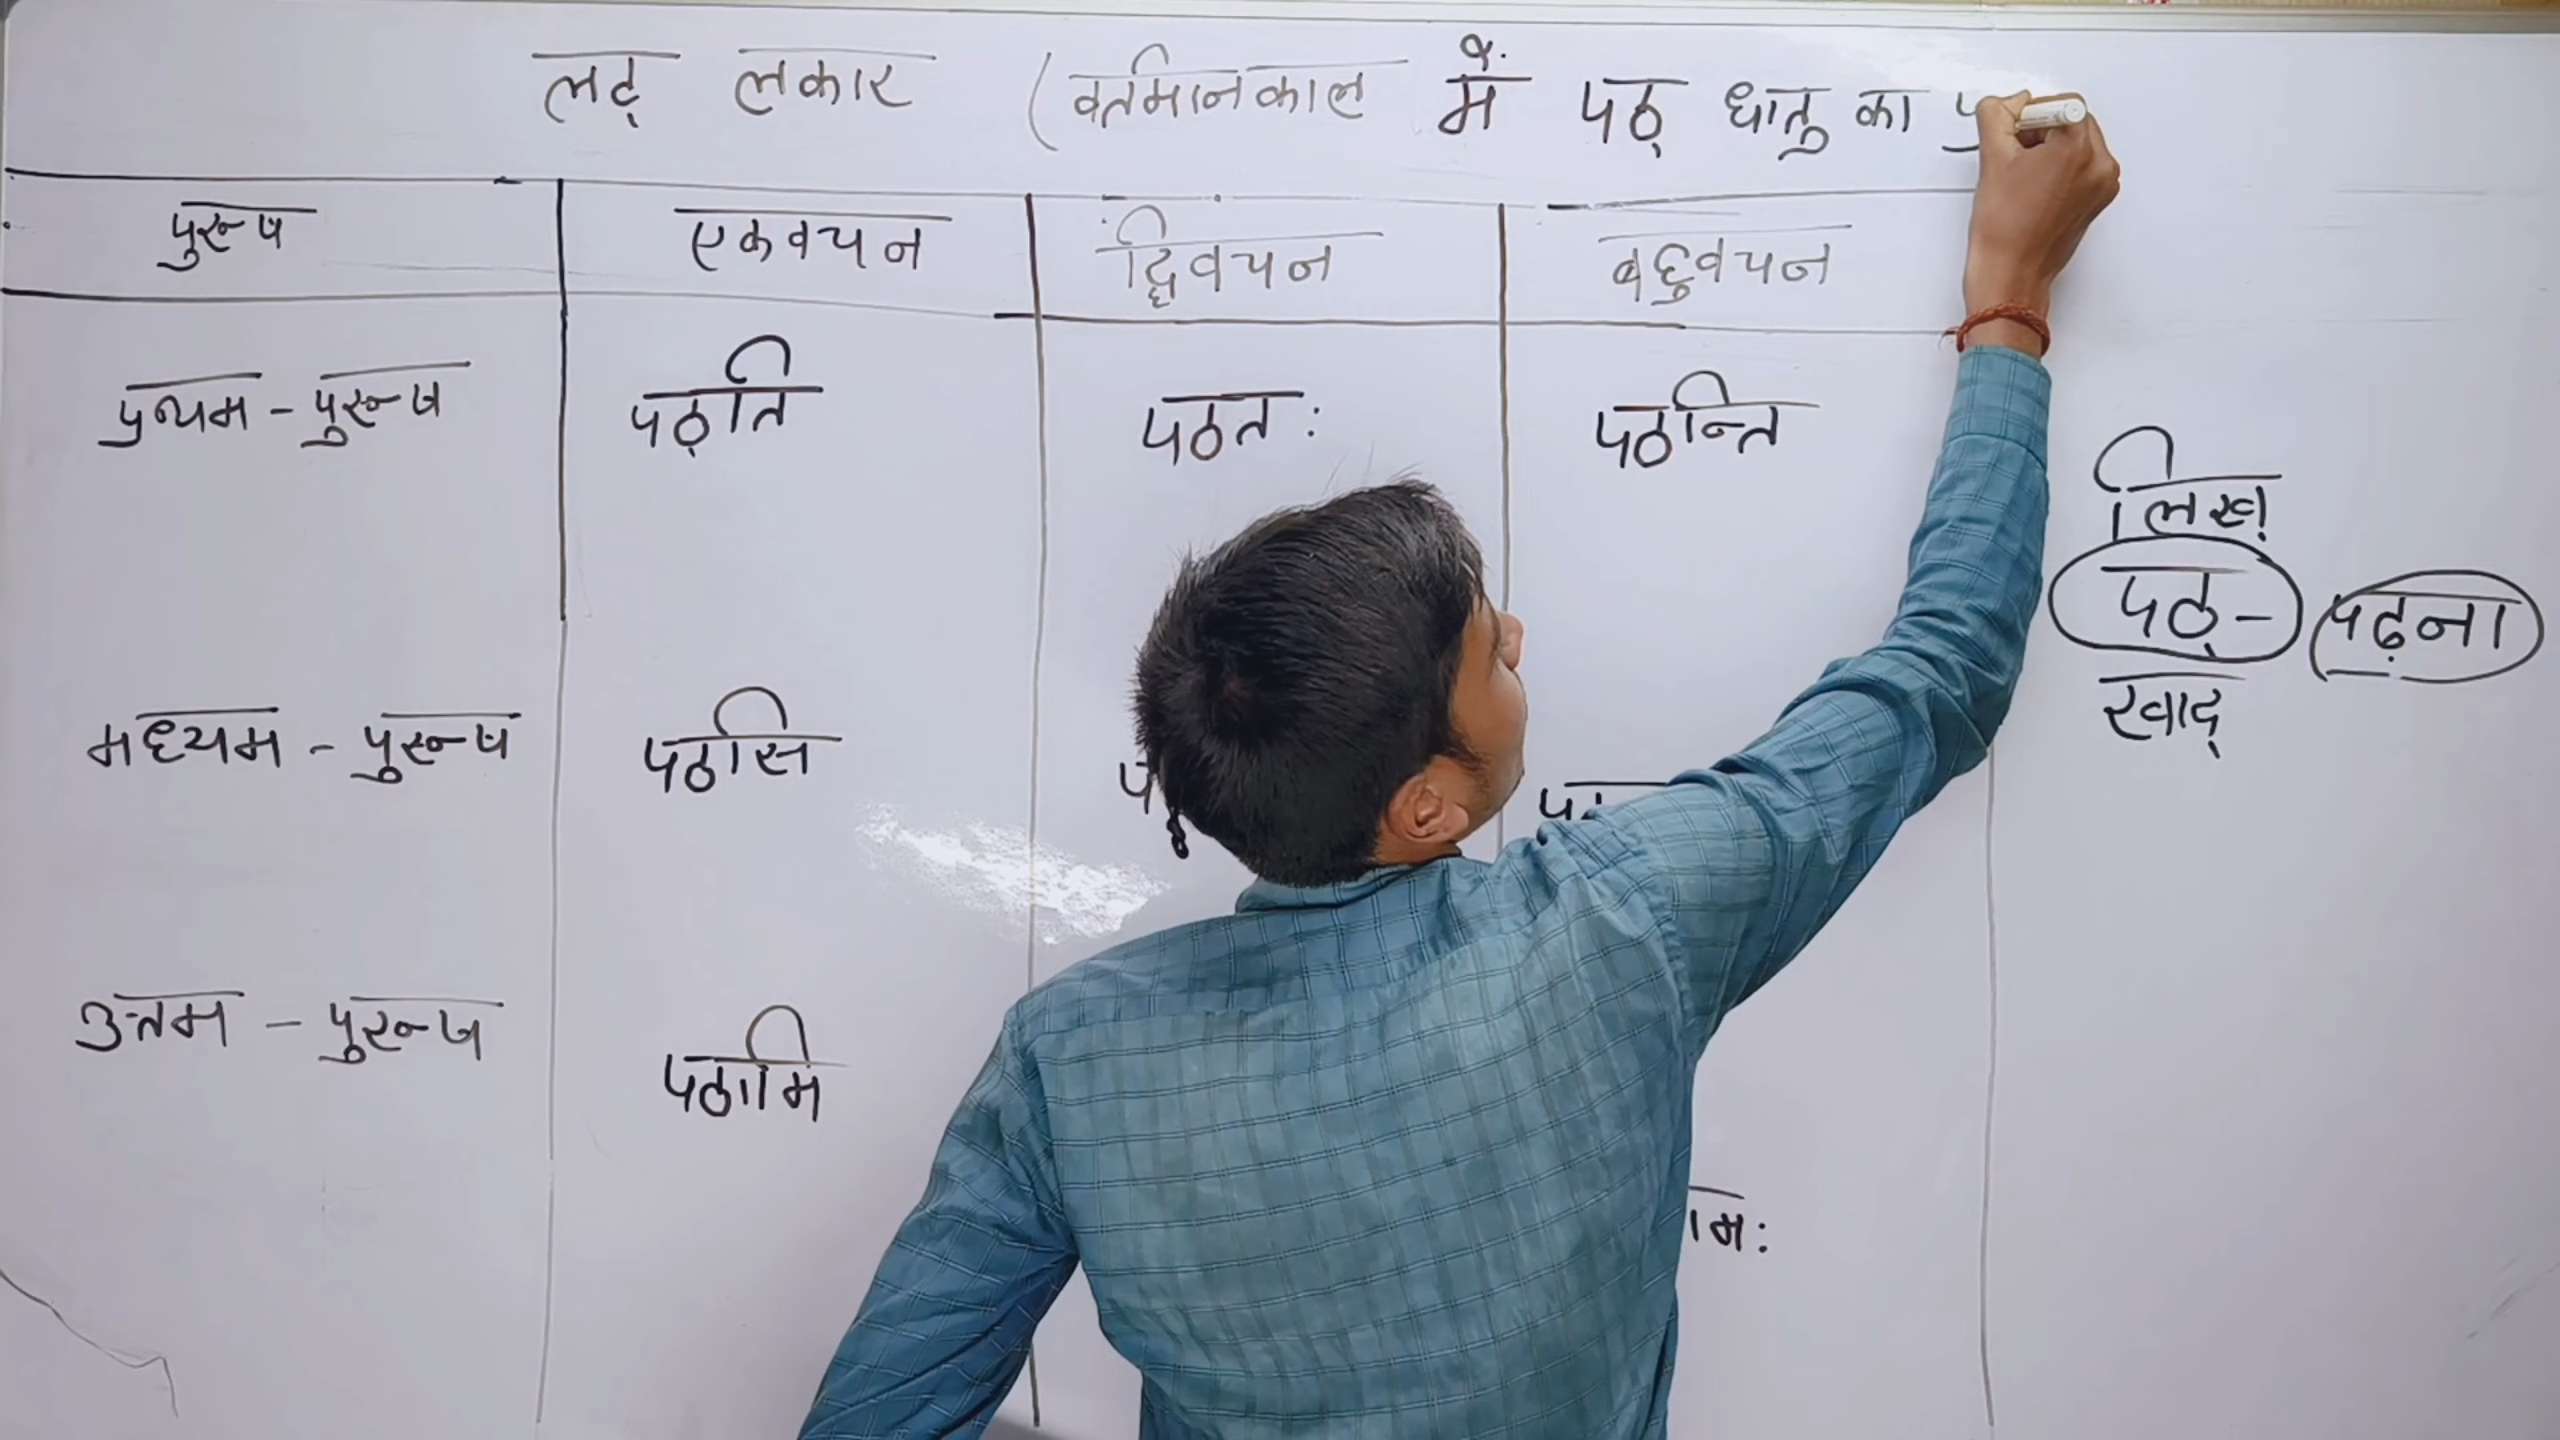 लट् लकार (वर्तमानकाल में पठ् धातु का
पुरूष एकवचन द्विवचन बहुवचन
प्रथम - पुरूष पठ्ति पठतः पठन्ति
लिख्
पठ् - पढ़ना
खाद्
मध्यम - पुरूष पठसि
उत्तम - पुरूष पठामि